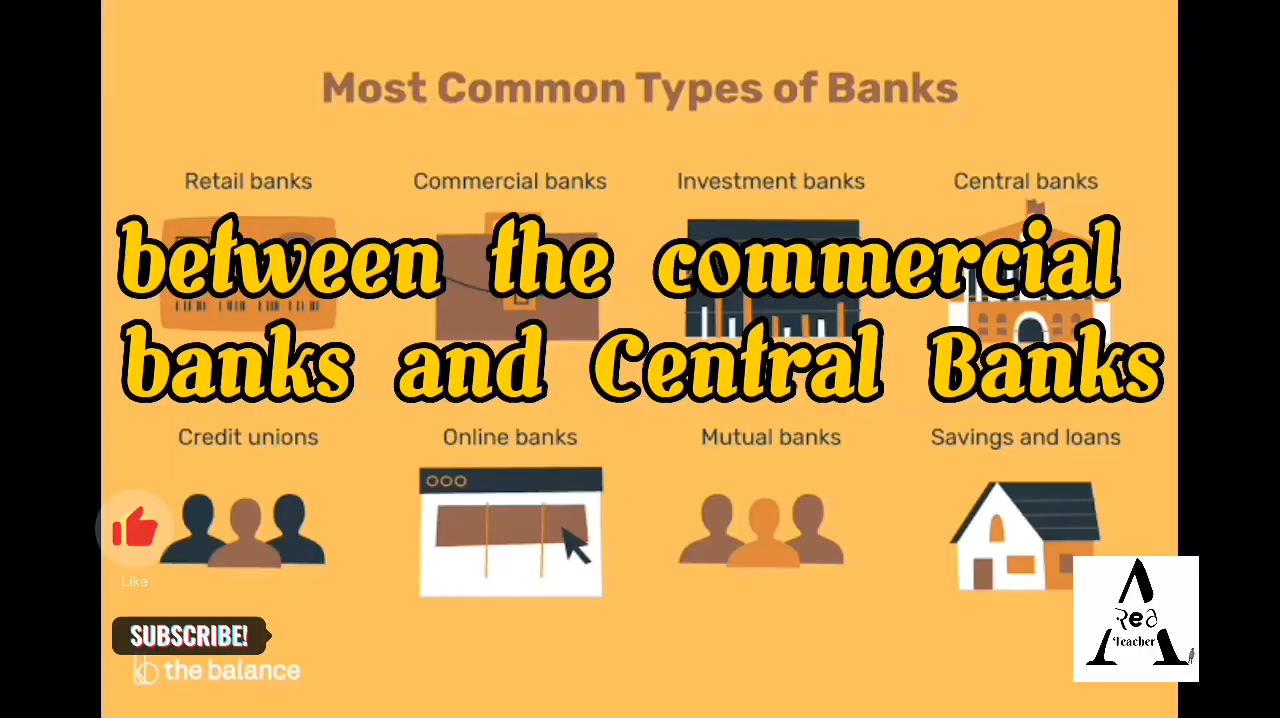 Most Common Types of Banks
Retail banks
Commercial banks
Investment banks
Central banks
between the commercial
banks and Central Banks
Credit unions
Online banks
Mutual banks
Savings and loans
Like
SUBSCRIBE!
the balance
ReA
Teacher